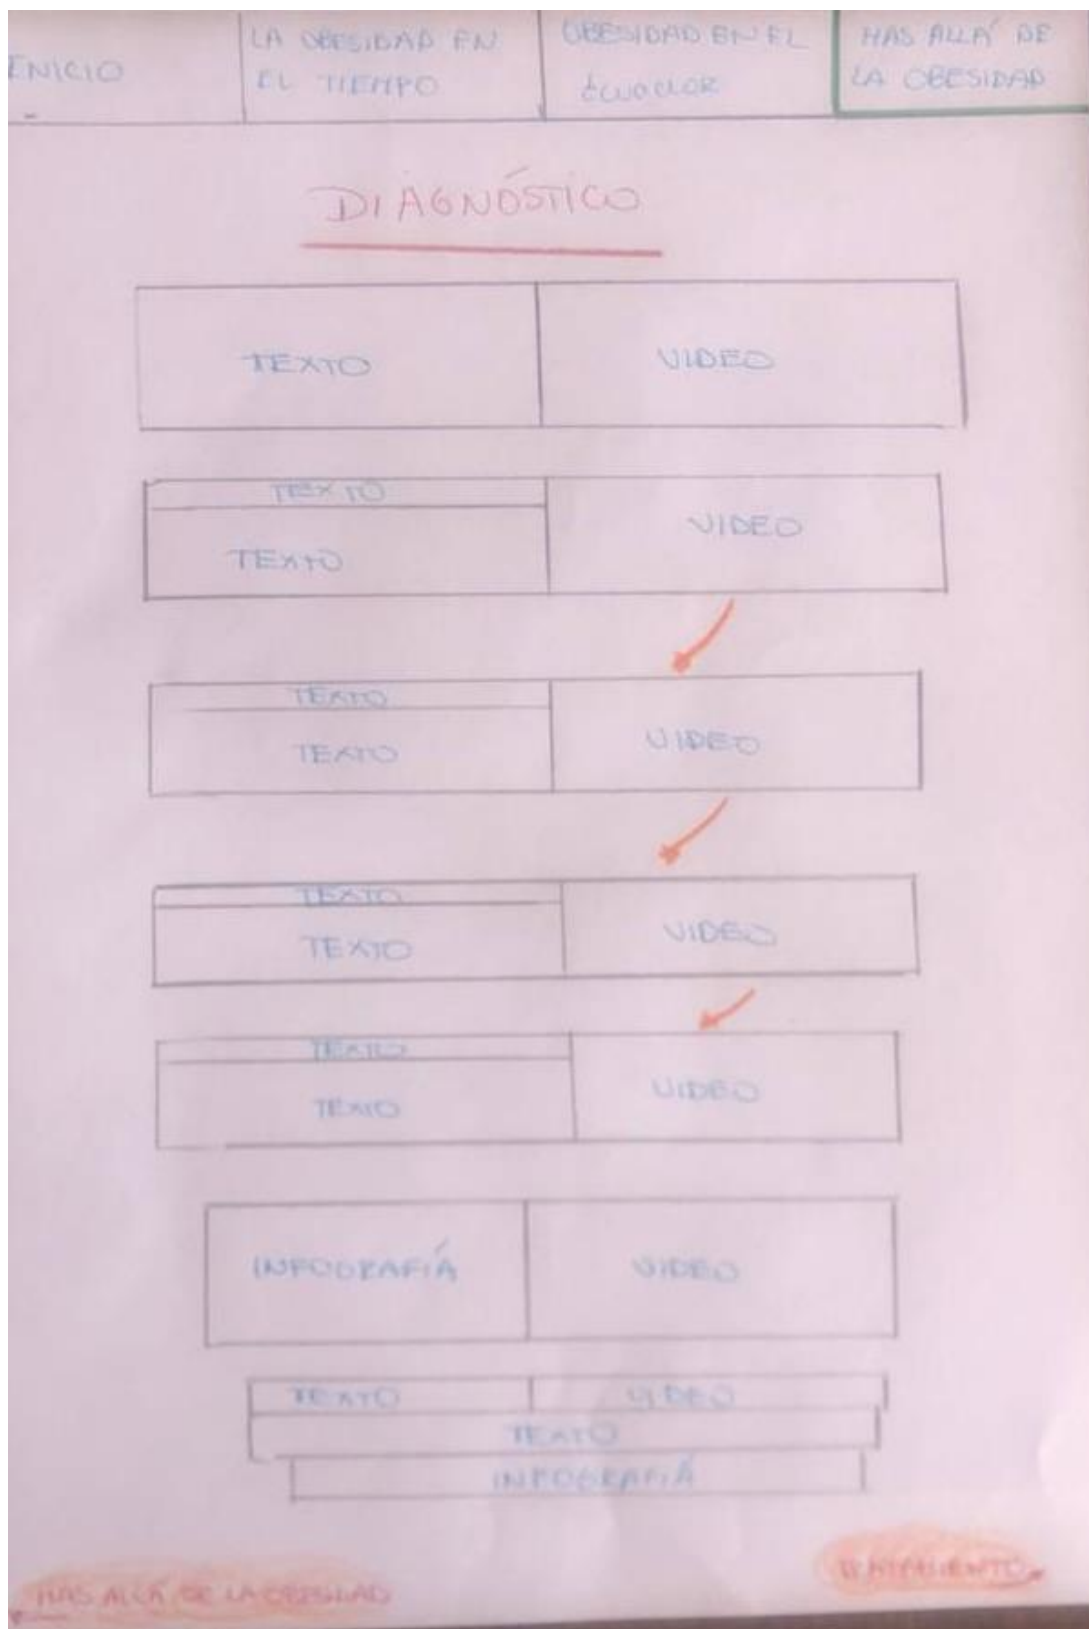 INICIO
LA OBESIDAD EN
EL TIEMPO
OBESIDAD EN EL
Ecuador
MAS ALLÁ DE
LA OBESIDAD
DIAGNÓSTICO
TEXTO
VIDEO
TEXTO
TEXTO
VIDEO
TEXTO
TEXTO
VIDEO
TEXTO
TEXTO
VIDEO
TEXTO
TEXTO
VIDEO
INFOGRAFIÁ
VIDEO
TEXTO
VIDEO
TEXTO
INFOGRAFIÁ
MAS ALLÁ DE LA OBESIDAD
TRATAMIENTO